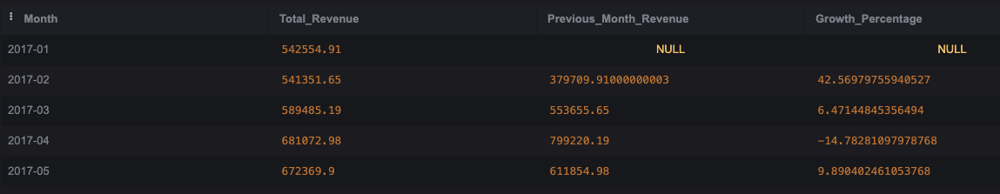 Month Total_Revenue Previous_Month_Revenue Growth_Percentage
2017-01 542554.91 NULL NULL
2017-02 541351.65 379709.91000000003 42.56979755940527
2017-03 589485.19 553655.65 6.47144845356494
2017-04 681072.98 799220.19 −14.78281097978768
2017-05 672369.9 611854.98 9.890402461053768